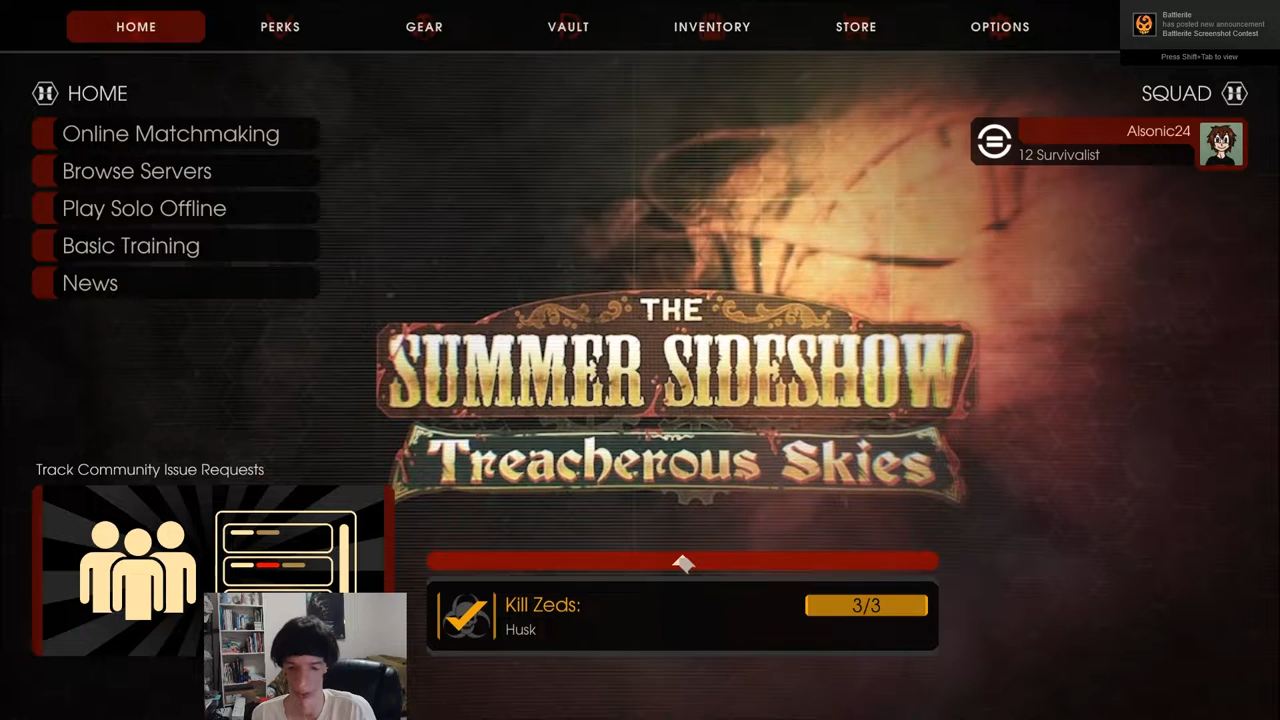 HOME
PERKS
GEAR
VAULT
INVENTORY
STORE
OPTIONS
Battlerite
has posted new announcement
Battlerite Screenshot Contest
Press Shift+Tab to view
HOME
Online Matchmaking
Browse Servers
Play Solo Offline
Basic Training
News
SQUAD
Alsonic24
12 Survivalist
THE
SUMMER SIDESHOW
Treacherous Skies
Track Community Issue Requests
Kill Zeds:
3/3
Husk